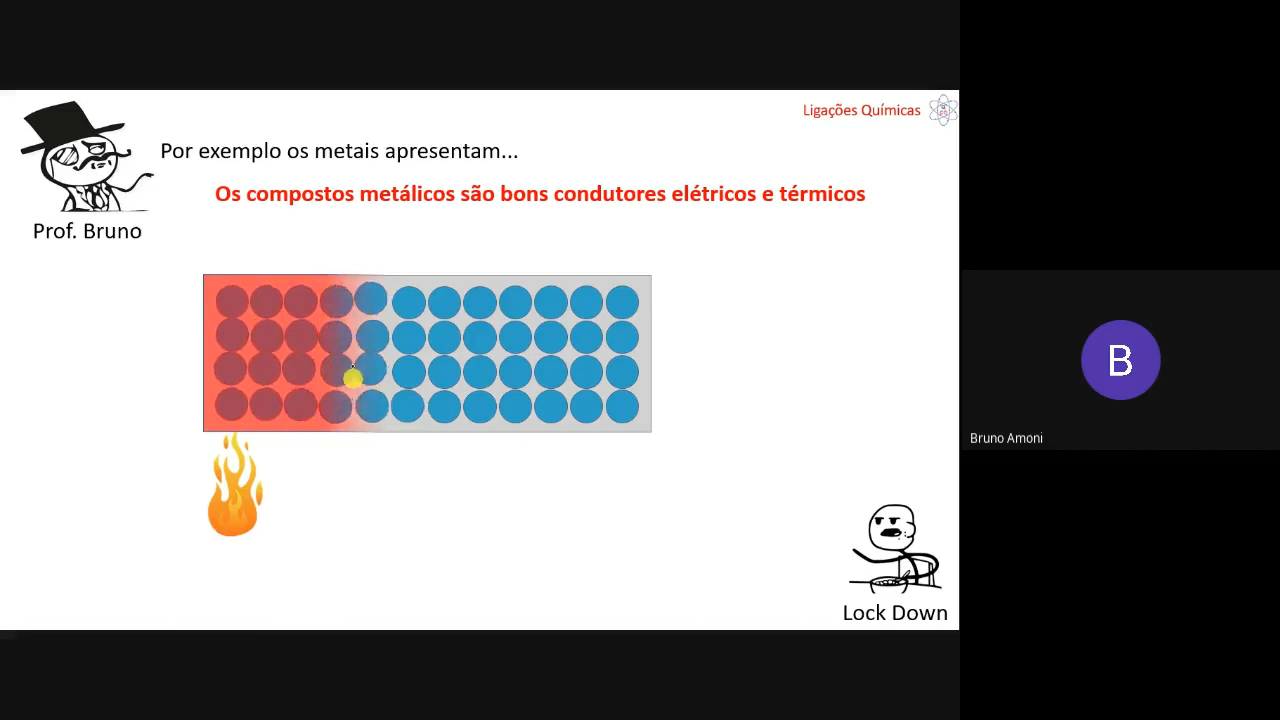 Ligações Químicas
Por exemplo os metais apresentam...
Os compostos metálicos são bons condutores elétricos e térmicos
Prof. Bruno
B
Bruno Amoni
Lock Down